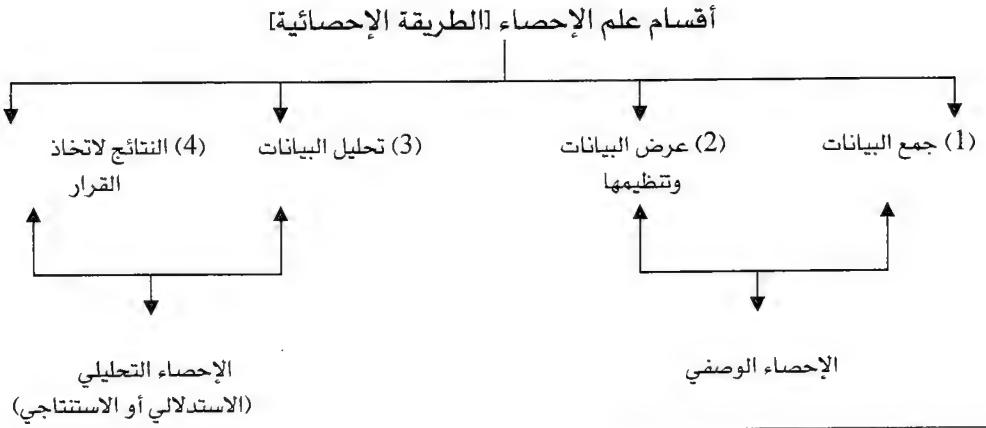 أقسام علم الإحصاء [الطريقة الإحصائية]
(1) جمع البيانات
(2) عرض البيانات
وتنظيمها
(3) تحليل البيانات
(4) النتائج لاتخاذ
القرار
الإحصاء الوصفي
الإحصاء التحليلي
(الاستدلالي أو الاستنتاجي)